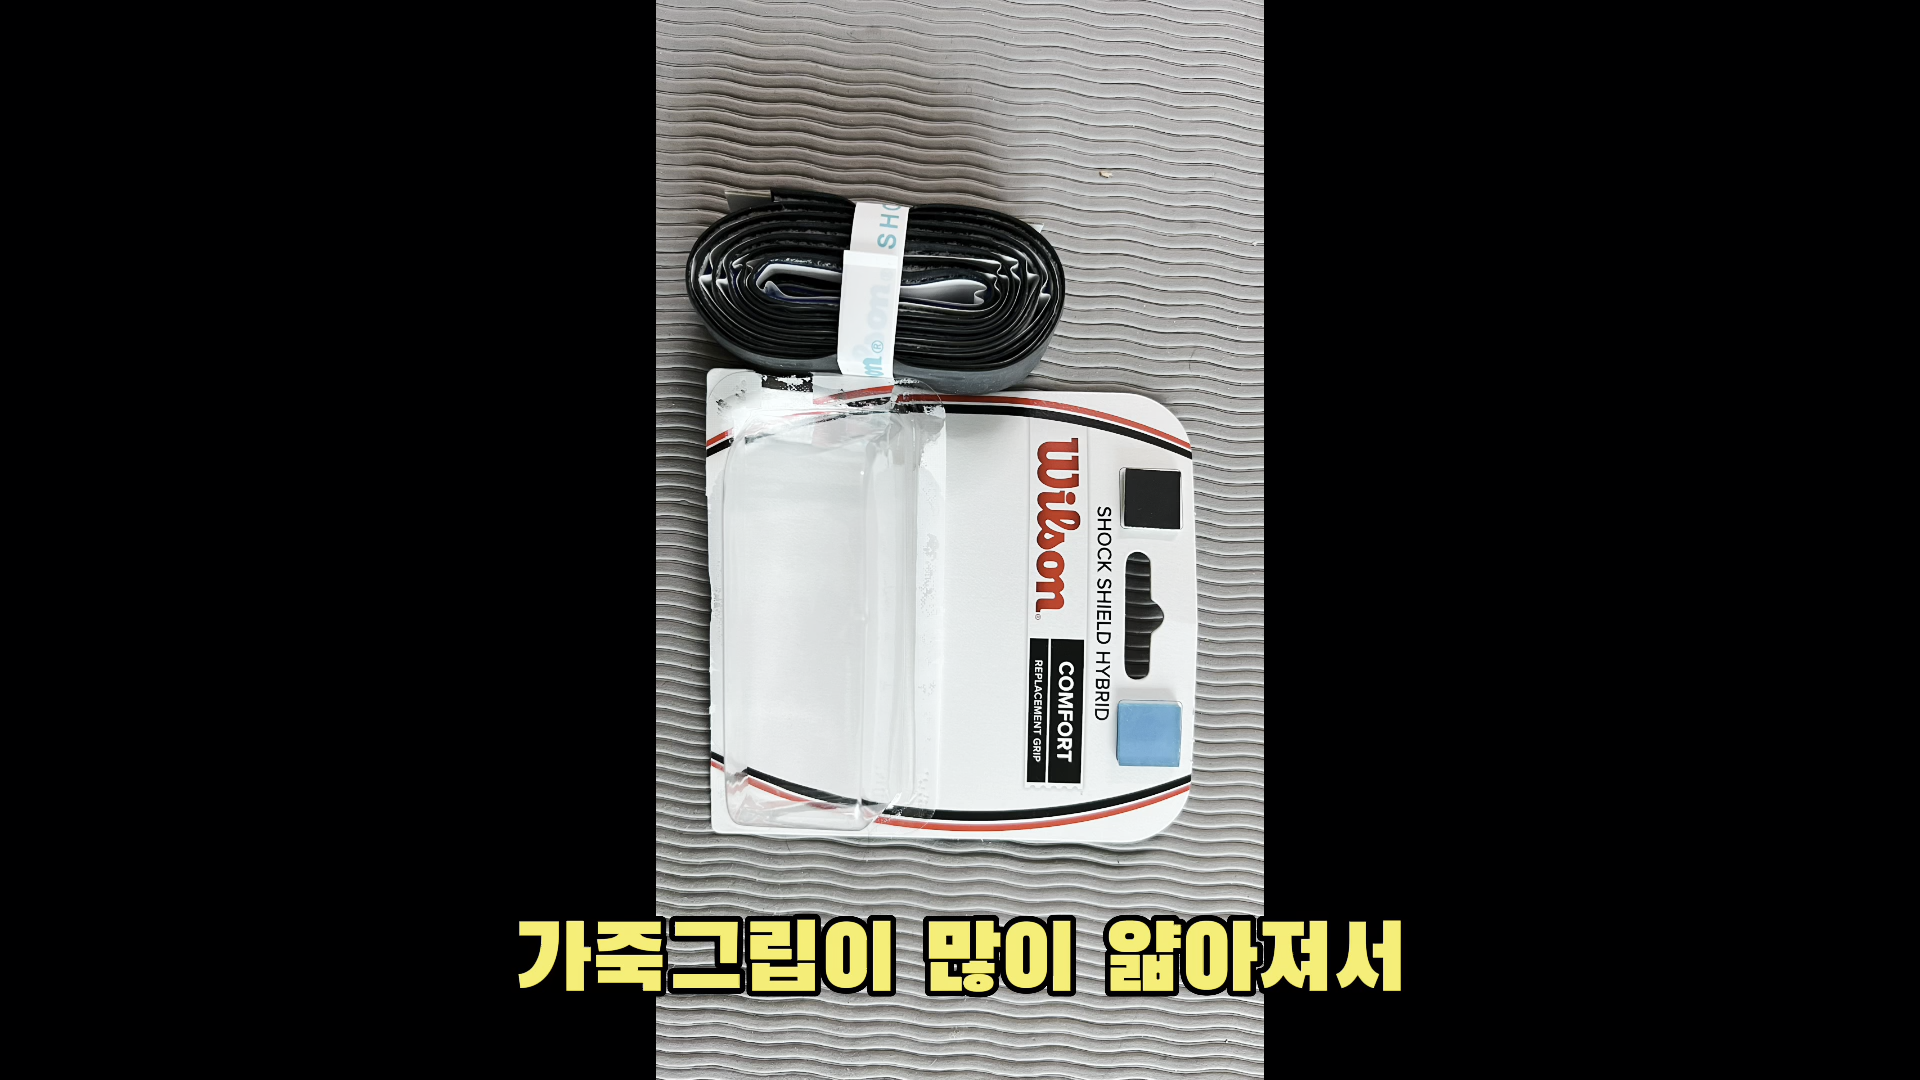 SHO
on®
Wilson®
SHOCK SHIELD HYBRID
COMFORT
REPLACEMENT GRIP
가죽그립이 많이 얇아져서